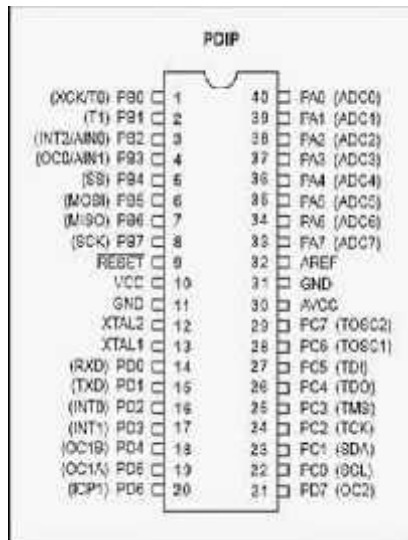 PDIP
(XCK/T0) PB0 1 40 PA0 (ADC0)
(T1) PB1 2 39 PA1 (ADC1)
(INT2/AIN0) PB2 3 38 PA2 (ADC2)
(OC0/AIN1) PB3 4 37 PA3 (ADC3)
(SS) PB4 5 36 PA4 (ADC4)
(MOSI) PB5 6 35 PA5 (ADC5)
(MISO) PB6 7 34 PA6 (ADC6)
(SCK) PB7 8 33 PA7 (ADC7)
RESET 9 32 AREF
VCC 10 31 GND
GND 11 30 AVCC
XTAL2 12 29 PC7 (TOSC2)
XTAL1 13 28 PC6 (TOSC1)
(RXD) PD0 14 27 PC5 (TDI)
(TXD) PD1 15 26 PC4 (TDO)
(INT0) PD2 16 25 PC3 (TMS)
(INT1) PD3 17 24 PC2 (TCK)
(OC1B) PD4 18 23 PC1 (SDA)
(OC1A) PD5 19 22 PC0 (SCL)
(ICP1) PD6 20 21 PD7 (OC2)